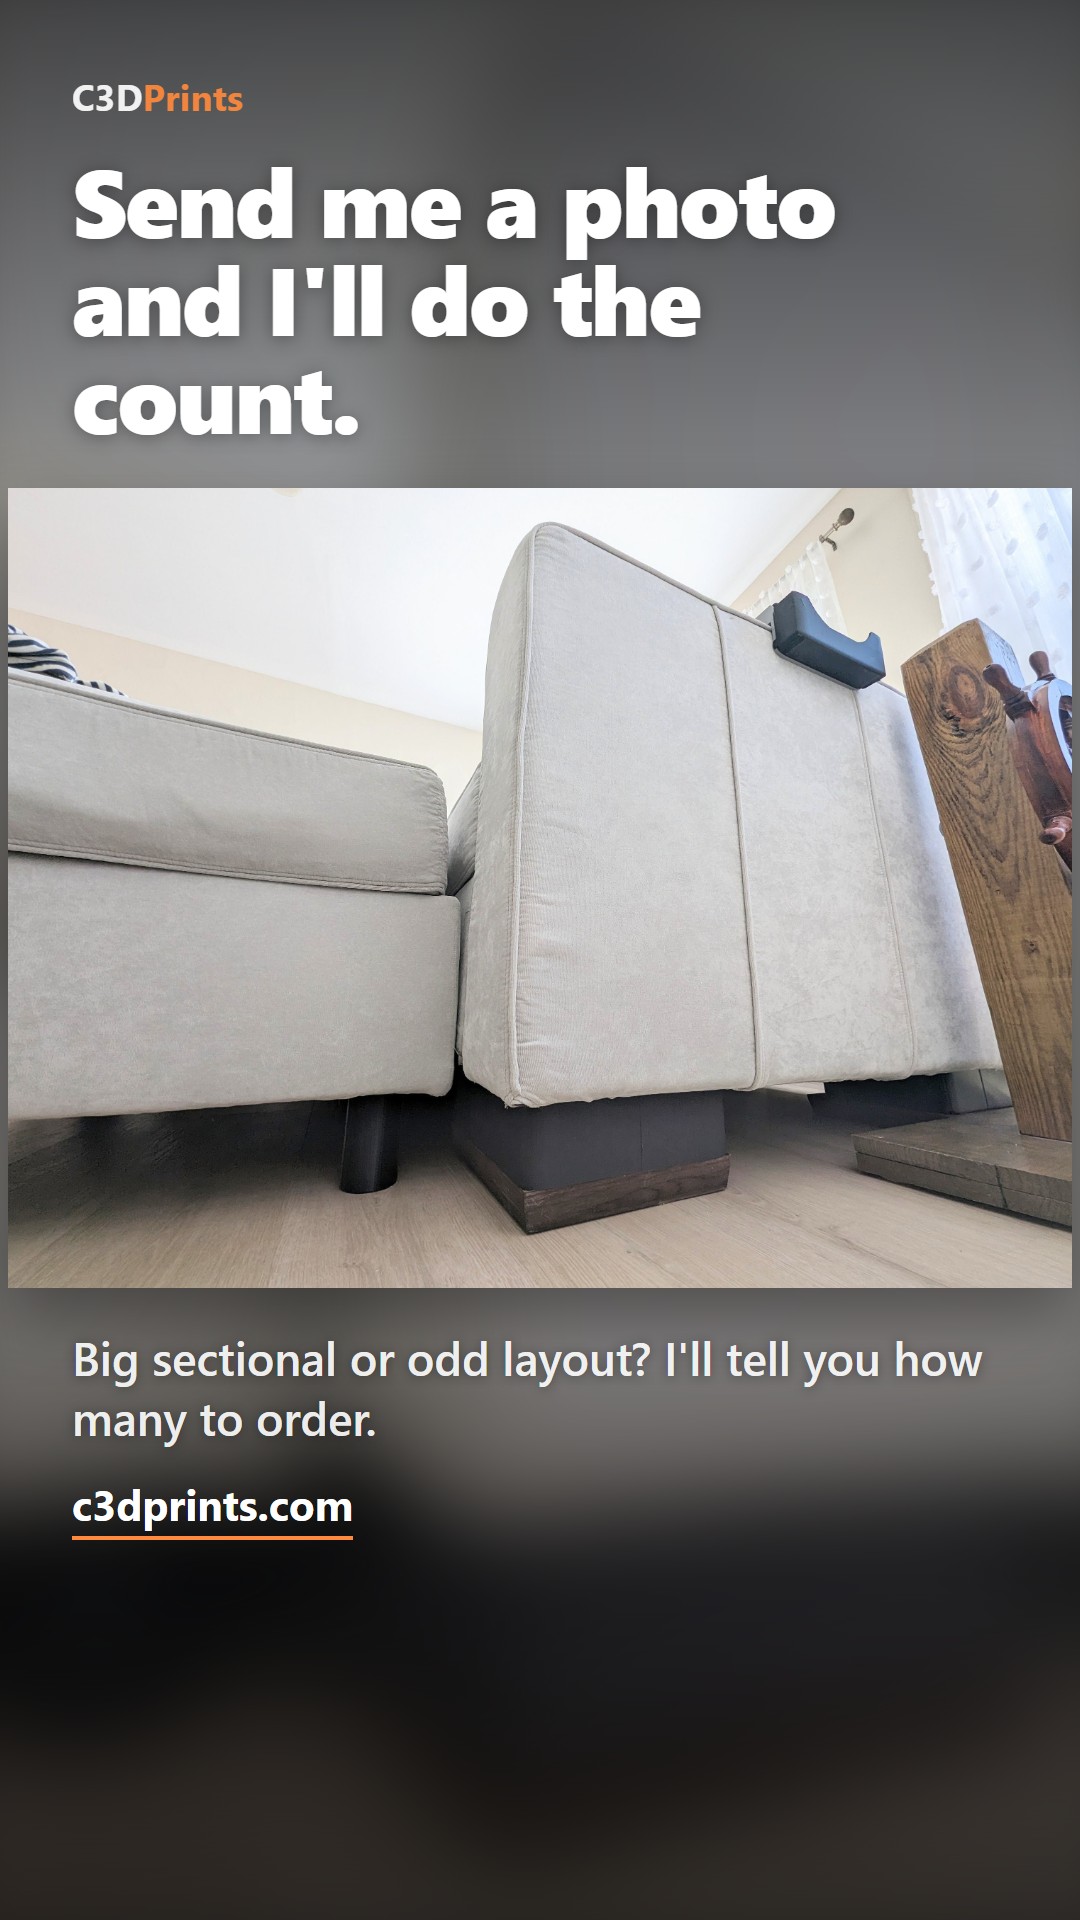 C3DPrints
Send me a photo
and I'll do the
count.
Big sectional or odd layout? I'll tell you how
many to order.
c3dprints.com